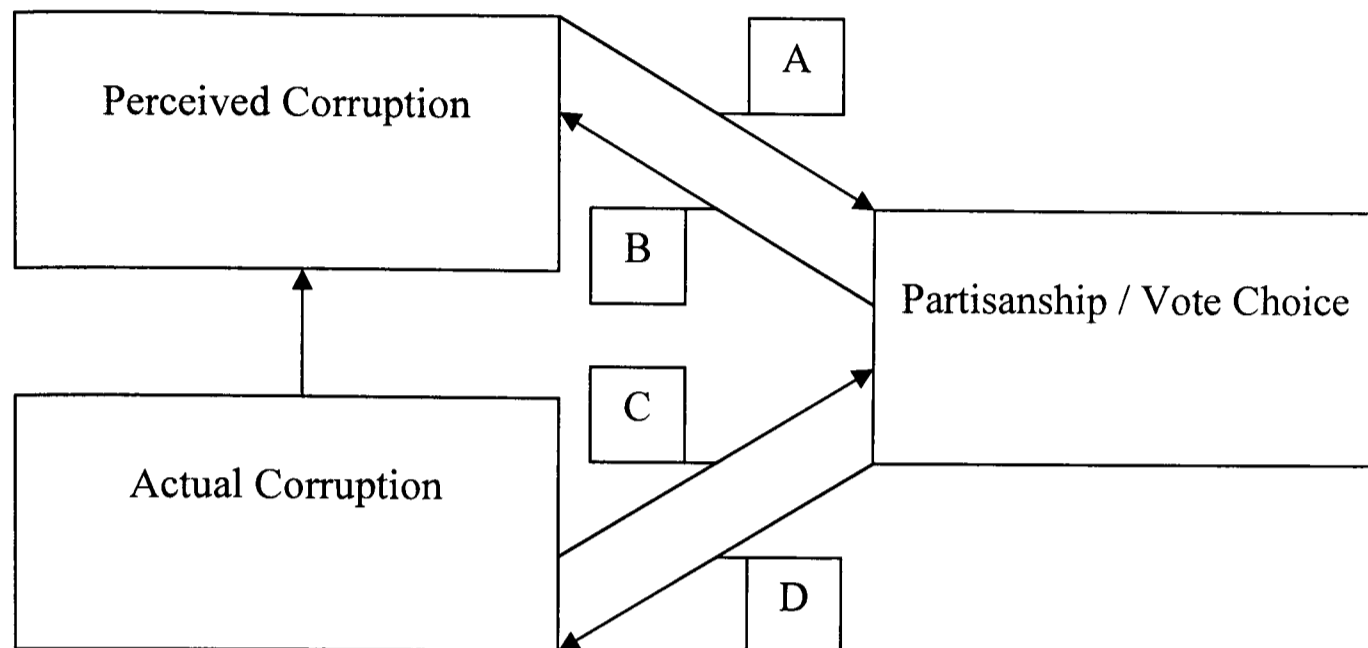 A
Perceived Corruption
B
Partisanship / Vote Choice
C
Actual Corruption
D